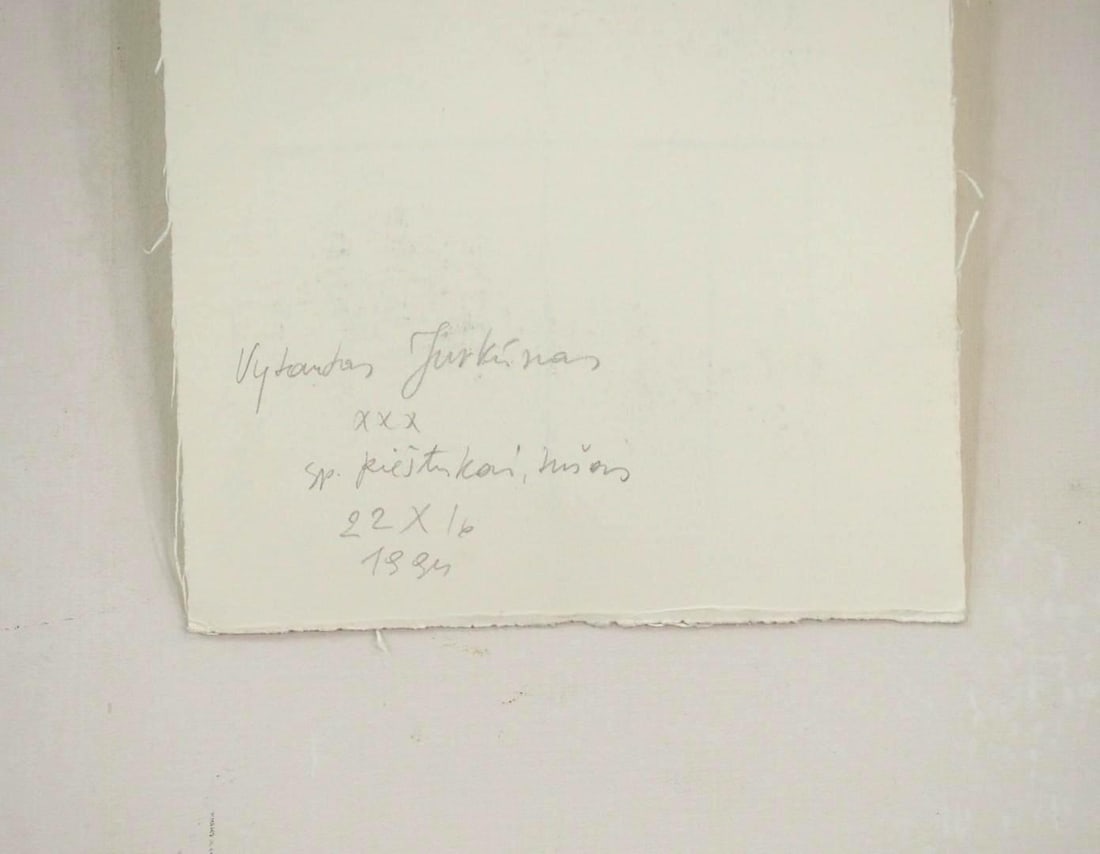 Vytautas Jurkūnas
xxx
sp. pieštukai, tušas
22 X 16
1994